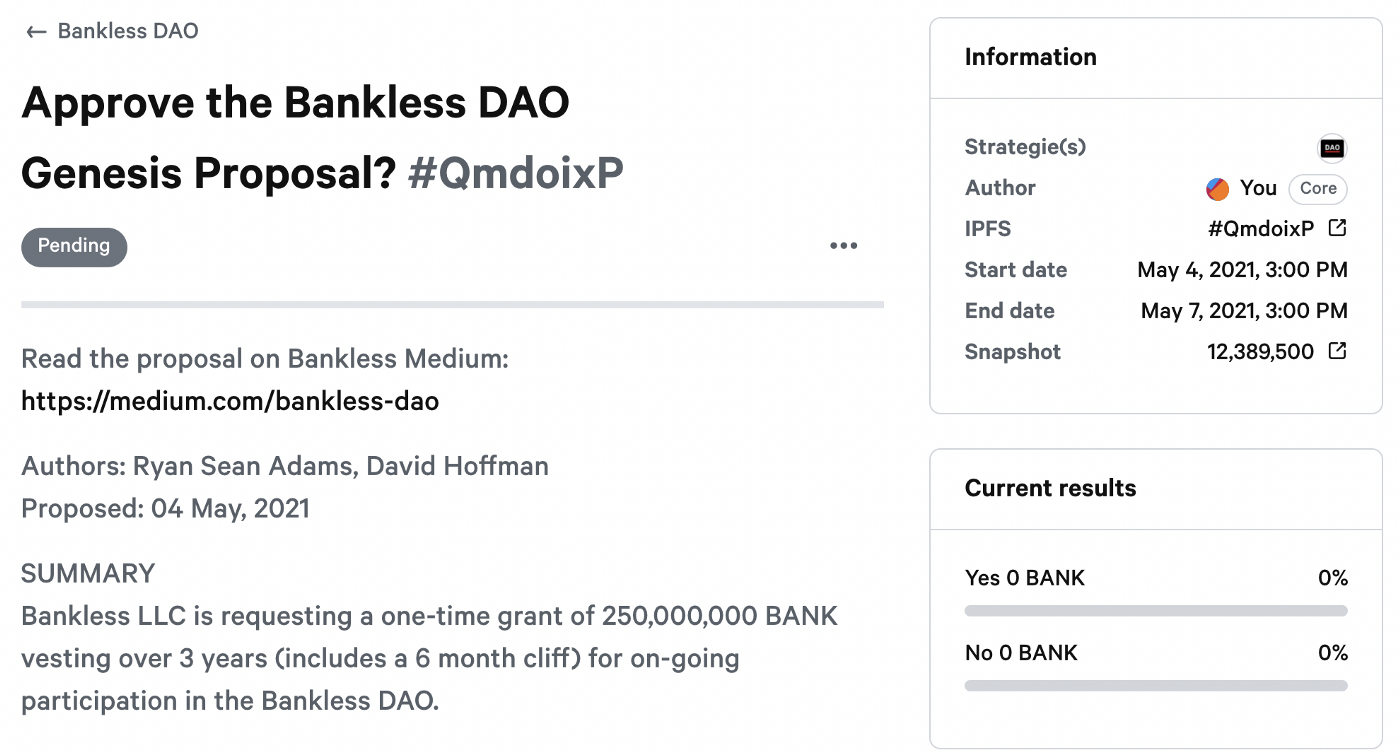 ← Bankless DAO
Approve the Bankless DAO
Genesis Proposal? #QmdoixP
Pending
Read the proposal on Bankless Medium:
https://medium.com/bankless-dao
Authors: Ryan Sean Adams, David Hoffman
Proposed: 04 May, 2021
SUMMARY
Bankless LLC is requesting a one-time grant of 250,000,000 BANK
vesting over 3 years (includes a 6 month cliff) for on-going
participation in the Bankless DAO.
Information
Strategie(s) DAO
Author You Core
IPFS #QmdoixP
Start date May 4, 2021, 3:00 PM
End date May 7, 2021, 3:00 PM
Snapshot 12,389,500
Current results
Yes 0 BANK 0%
No 0 BANK 0%